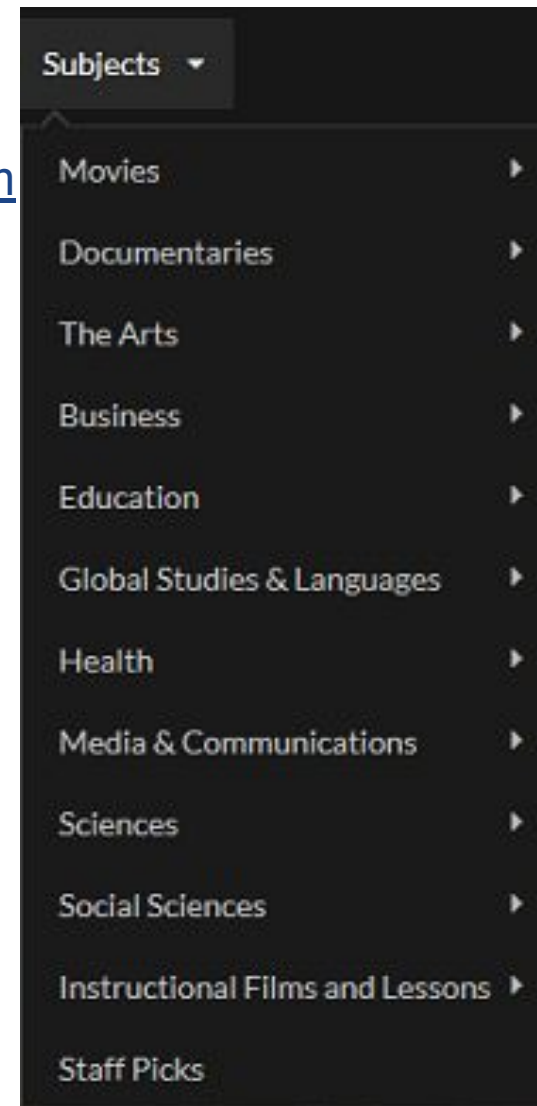 Subjects
Movies
Documentaries
The Arts
Business
Education
Global Studies & Languages
Health
Media & Communications
Sciences
Social Sciences
Instructional Films and Lessons
Staff Picks